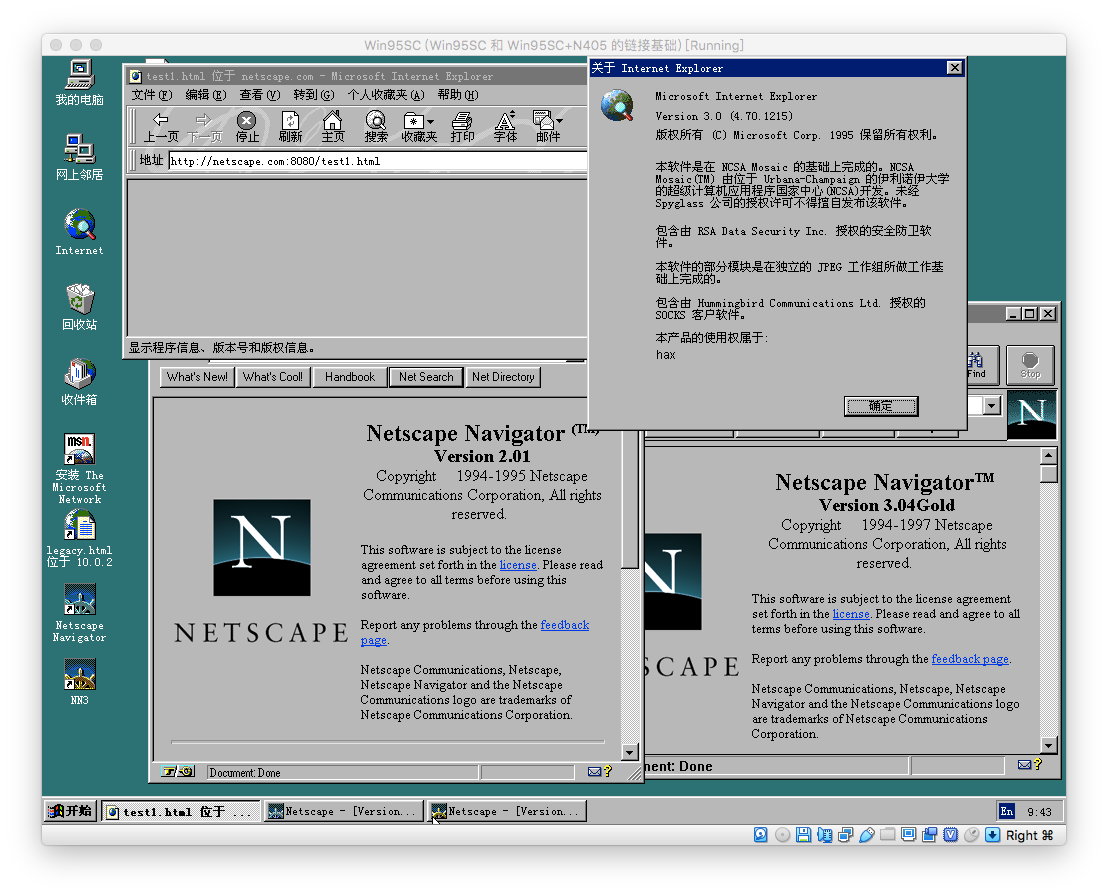 Win95SC (Win95SC 和 Win95SC+N405 的链接基础) [Running]
我的电脑
网上邻居
Internet
回收站
收件箱
msn.
安装 The
Microsoft
Network
legacy.html
位于 10.0.2
Netscape
Navigator
NN3
test1.html 位于 netscape.com - Microsoft Internet Explorer
文件(F) 编辑(E) 查看(V) 转到(G) 个人收藏夹(A) 帮助(H)
上一页 下一页 停止 刷新 主页 搜索 收藏夹 打印 字体 邮件
地址 http://netscape.com:8080/test1.html
显示程序信息、版本号和版权信息。
关于 Internet Explorer
Microsoft Internet Explorer
Version 3.0 (4.70.1215)
版权所有 (C) Microsoft Corp. 1995 保留所有权利。
本软件是在 NCSA Mosaic 的基础上完成的。NCSA
Mosaic(TM) 由位于 Urbana-Champaign 的伊利诺伊大学
的超级计算机应用程序国家中心(NCSA)开发。未经
Spyglass 公司的授权许可不得擅自发布该软件。
包含由 RSA Data Security Inc. 授权的安全防卫软
件。
本软件的部分模块是在独立的 JPEG 工作组所做工作基
础上完成的。
包含由 Hummingbird Communications Ltd. 授权的
SOCKS 客户软件。
本产品的使用权属于:
hax
确定
What's New! What's Cool! Handbook Net Search Net Directory
Netscape Navigator (TM)
Version 2.01
Copyright 1994-1995 Netscape
Communications Corporation, All rights
reserved.
N
NETSCAPE
This software is subject to the license
agreement set forth in the license. Please read
and agree to all terms before using this
software.
Report any problems through the feedback
page.
Netscape Communications, Netscape,
Netscape Navigator and the Netscape
Communications logo are trademarks of
Netscape Communications Corporation.
Document: Done
Find Stop
N
Netscape Navigator™
Version 3.04Gold
Copyright 1994-1997 Netscape
Communications Corporation, All rights
reserved.
N
SCAPE
This software is subject to the license agreement
set forth in the license. Please read and agree to all
terms before using this software.
Report any problems through the feedback page.
Netscape Communications, Netscape, Netscape
Navigator and the Netscape Communications logo
are trademarks of Netscape Communications
Corporation.
ment: Done
开始 test1.html 位于 ... Netscape - [Version... Netscape - [Version... En 9:43
Right ⌘